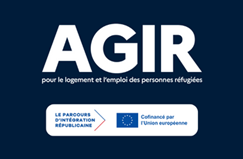 AGIR
pour le logement et l'emploi des personnes réfugiées
LE PARCOURS
D'INTÉGRATION
RÉPUBLICAINE
Cofinancé par
l'Union européenne